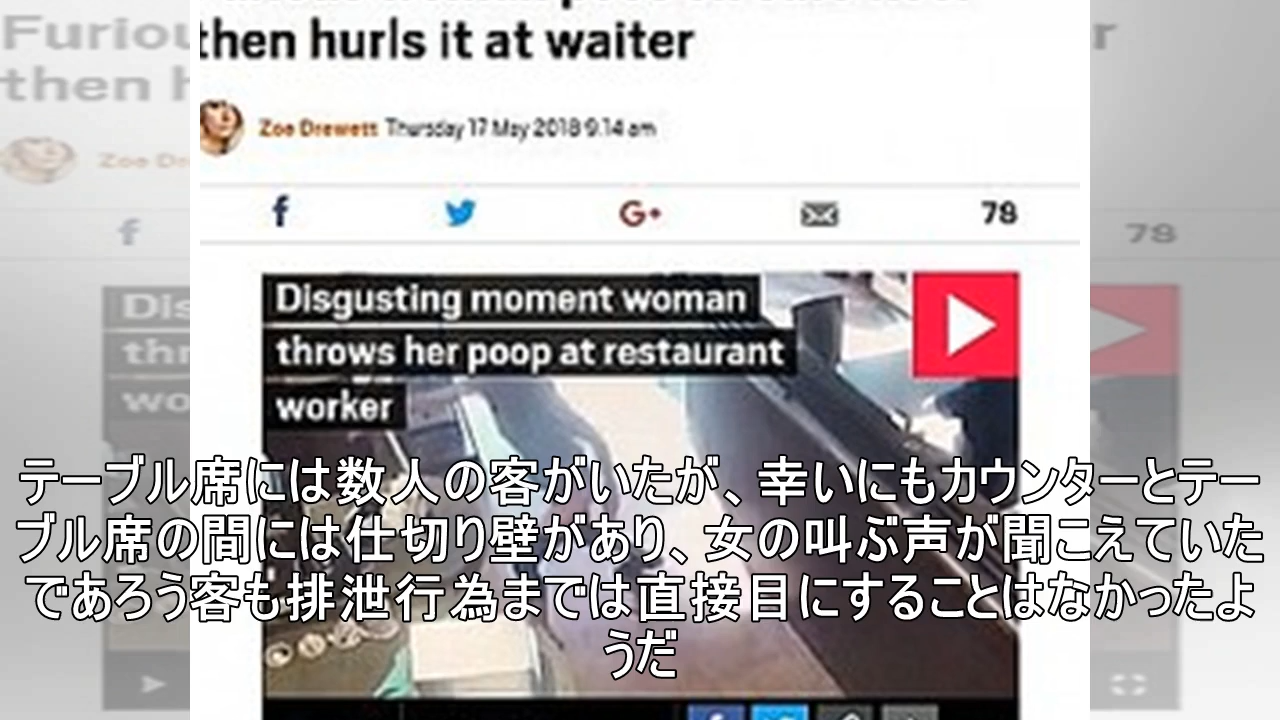 then hurls it at waiter
Zoe Drewett Thursday 17 May 2018 9.14 am
78
Disgusting moment woman
throws her poop at restaurant
worker
テーブル席には数人の客がいたが、幸いにもカウンターとテー
ブル席の間には仕切り壁があり、女の叫ぶ声が聞こえていた
であろう客も排泄行為までは直接目にすることはなかったよ
うだ